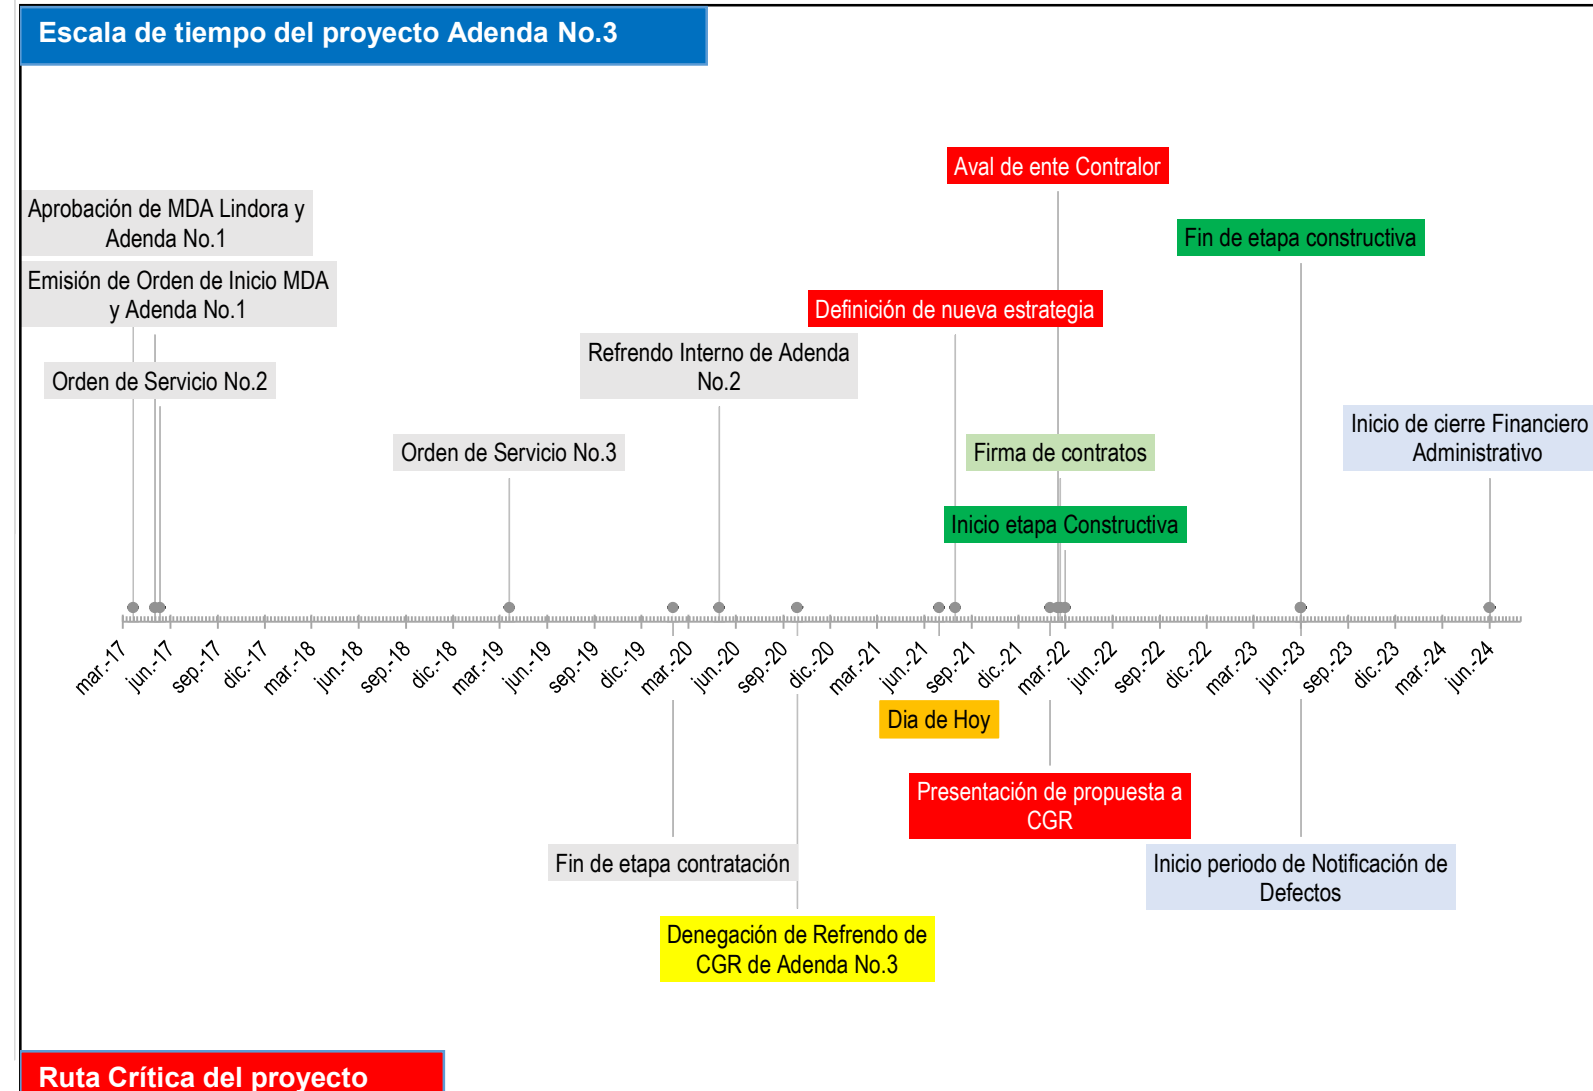 Escala de tiempo del proyecto Adenda No.3
Aval de ente Contralor
Aprobación de MDA Lindora y
Adenda No.1
Fin de etapa constructiva
Emisión de Orden de Inicio MDA
y Adenda No.1
Definición de nueva estrategia
Refrendo Interno de Adenda
No.2
Orden de Servicio No.2
Inicio de cierre Financiero
Administrativo
Orden de Servicio No.3
Firma de contratos
Inicio etapa Constructiva
mar.-17
jun.-17
sep.-17
dic.-17
mar.-18
jun.-18
sep.-18
dic.-18
mar.-19
jun.-19
sep.-19
dic.-19
mar.-20
jun.-20
sep.-20
dic.-20
mar.-21
jun.-21
sep.-21
dic.-21
mar.-22
jun.-22
sep.-22
dic.-22
mar.-23
jun.-23
sep.-23
dic.-23
mar.-24
jun.-24
Dia de Hoy
Presentación de propuesta a
CGR
Fin de etapa contratación
Inicio periodo de Notificación de
Defectos
Denegación de Refrendo de
CGR de Adenda No.3
Ruta Crítica del proyecto